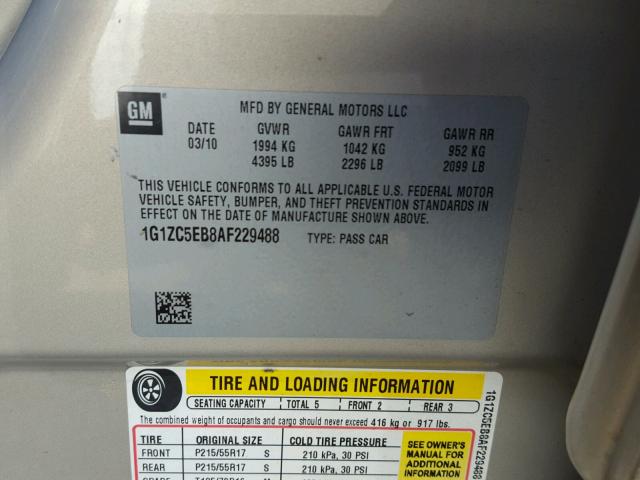 GM
MFD BY GENERAL MOTORS LLC
DATE GVWR GAWR FRT GAWR RR
03/10 1994 KG 1042 KG 952 KG
4395 LB 2296 LB 2099 LB
THIS VEHICLE CONFORMS TO ALL APPLICABLE U.S. FEDERAL MOTOR
VEHICLE SAFETY, BUMPER, AND THEFT PREVENTION STANDARDS IN
EFFECT ON THE DATE OF MANUFACTURE SHOWN ABOVE.
1G1ZC5EB8AF229488 TYPE: PASS CAR
TIRE AND LOADING INFORMATION
SEATING CAPACITY TOTAL 5 FRONT 2 REAR 3
The combined weight of occupants and cargo should never exceed 416 kg or 917 lbs.
TIRE ORIGINAL SIZE COLD TIRE PRESSURE
FRONT P215/55R17 S 210 kPa, 30 PSI
REAR P215/55R17 S 210 kPa, 30 PSI
SEE OWNER'S
MANUAL FOR
ADDITIONAL
INFORMATION
1G1ZC5EB8AF229488